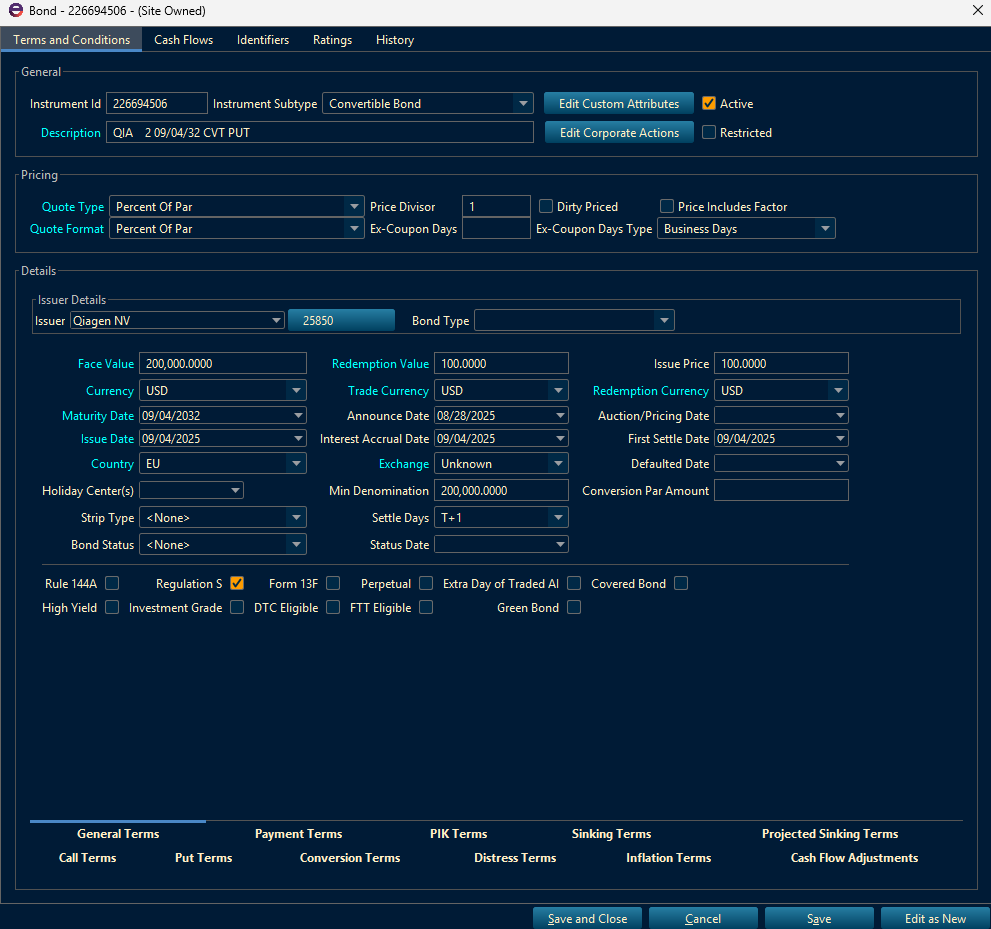 Bond - 226694506 - (Site Owned)
Terms and Conditions Cash Flows Identifiers Ratings History
General
Instrument Id 226694506 Instrument Subtype Convertible Bond Edit Custom Attributes Active
Description QIA 2 09/04/32 CVT PUT Edit Corporate Actions Restricted
Pricing
Quote Type Percent Of Par Price Divisor 1 Dirty Priced Price Includes Factor
Quote Format Percent Of Par Ex-Coupon Days Ex-Coupon Days Type Business Days
Details
Issuer Details
Issuer Qiagen NV 25850 Bond Type
Face Value 200,000.0000 Redemption Value 100.0000 Issue Price 100.0000
Currency USD Trade Currency USD Redemption Currency USD
Maturity Date 09/04/2032 Announce Date 08/28/2025 Auction/Pricing Date
Issue Date 09/04/2025 Interest Accrual Date 09/04/2025 First Settle Date 09/04/2025
Country EU Exchange Unknown Defaulted Date
Holiday Center(s) Min Denomination 200,000.0000 Conversion Par Amount
Strip Type <None> Settle Days T+1
Bond Status <None> Status Date
Rule 144A Regulation S Form 13F Perpetual Extra Day of Traded AI Covered Bond
High Yield Investment Grade DTC Eligible FTT Eligible Green Bond
General Terms Payment Terms PIK Terms Sinking Terms Projected Sinking Terms
Call Terms Put Terms Conversion Terms Distress Terms Inflation Terms Cash Flow Adjustments
Save and Close Cancel Save Edit as New